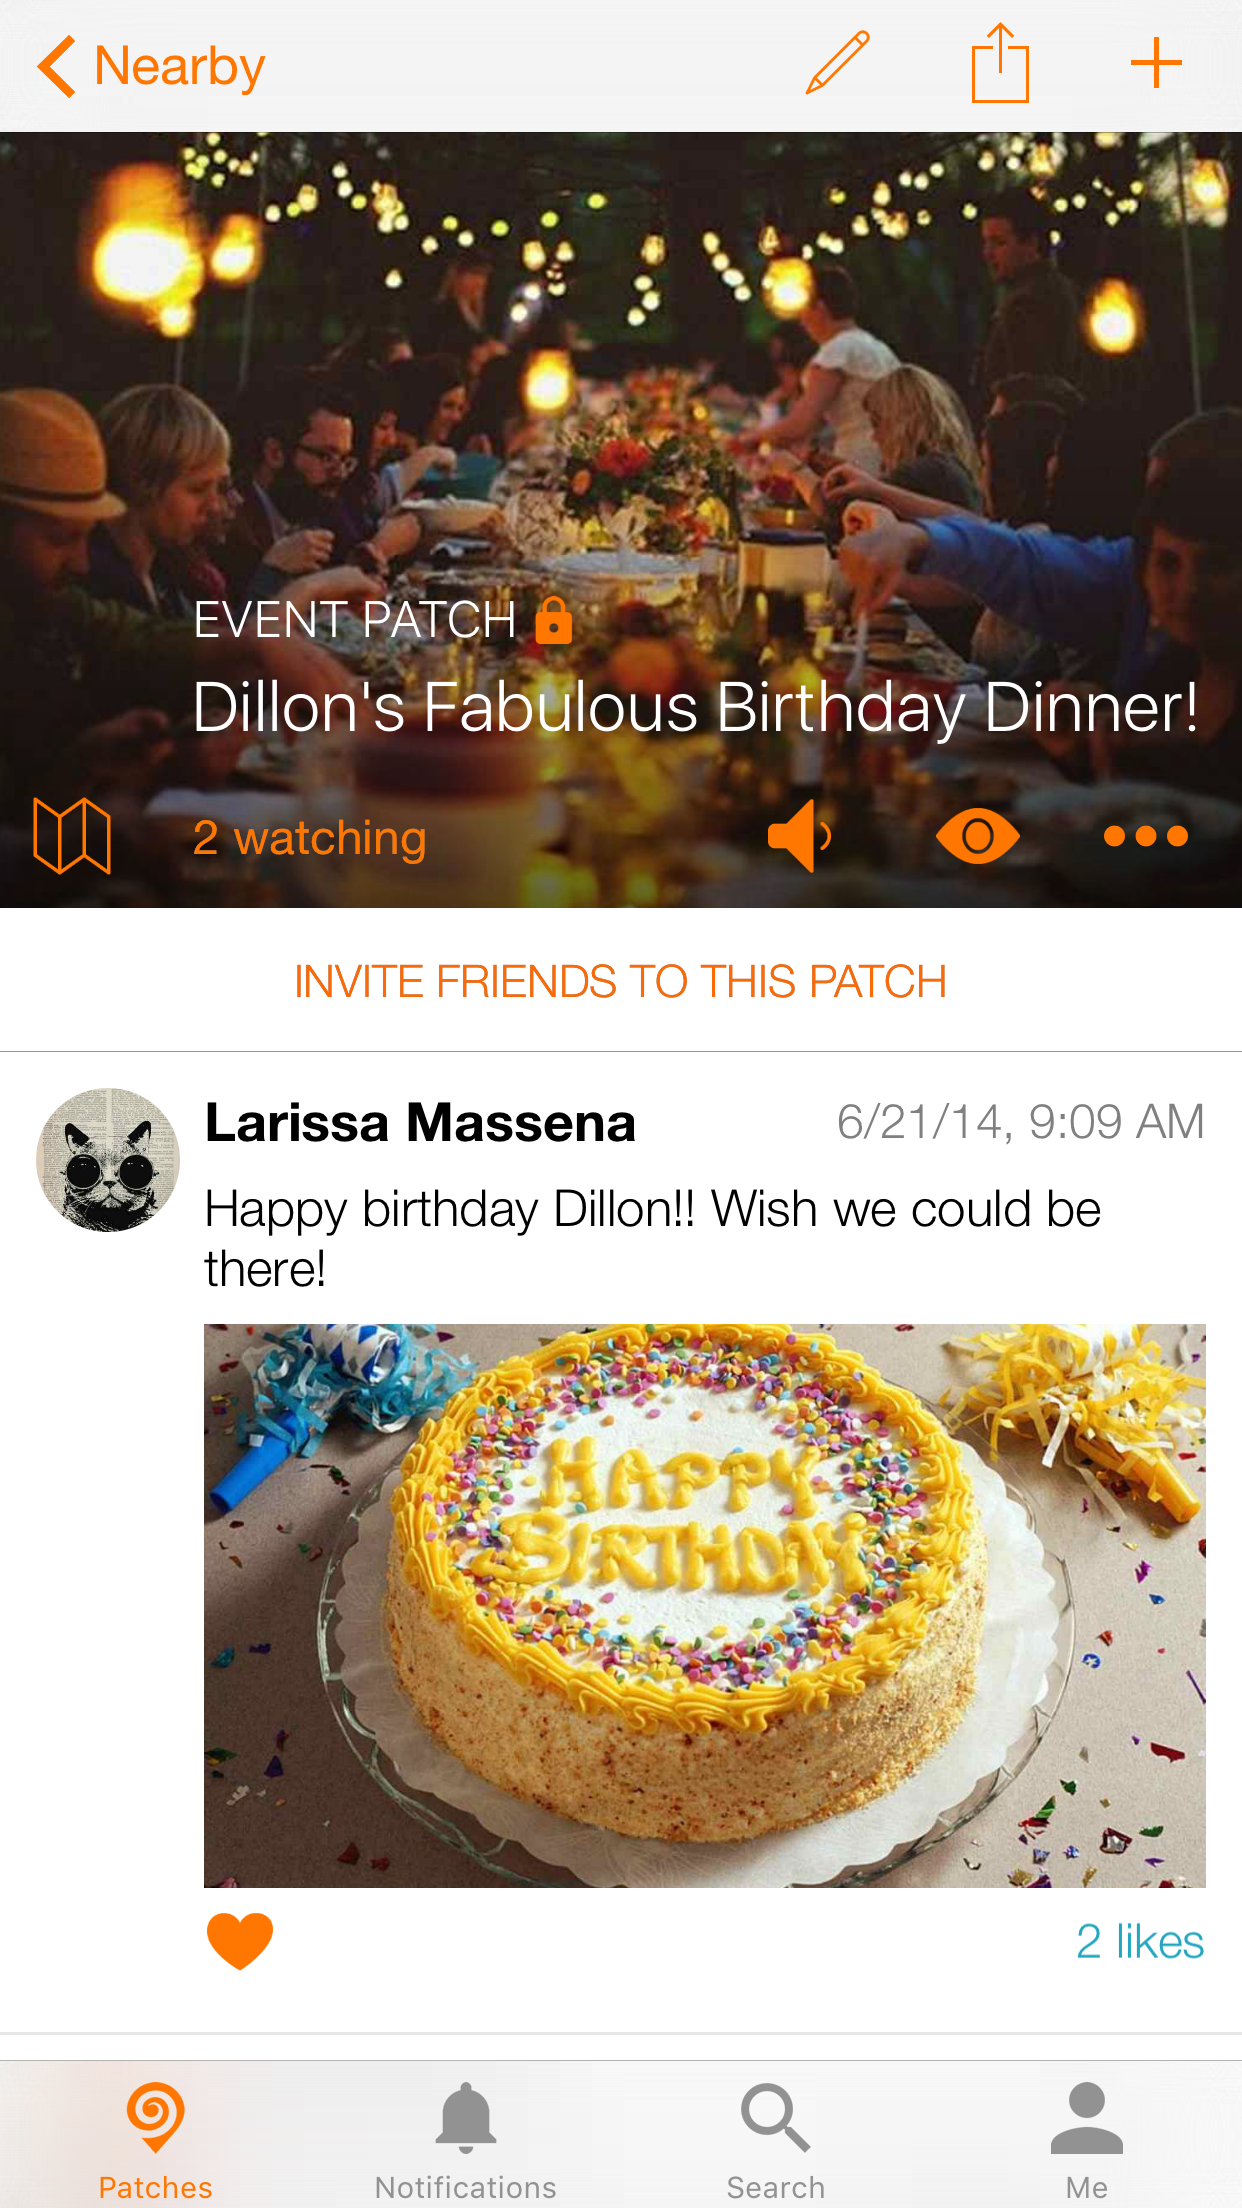 Nearby
EVENT PATCH
Dillon's Fabulous Birthday Dinner!
2 watching
INVITE FRIENDS TO THIS PATCH
Larissa Massena
6/21/14, 9:09 AM
Happy birthday Dillon!! Wish we could be
there!
HAPPY
BIRTHDAY
2 likes
Patches
Notifications
Search
Me